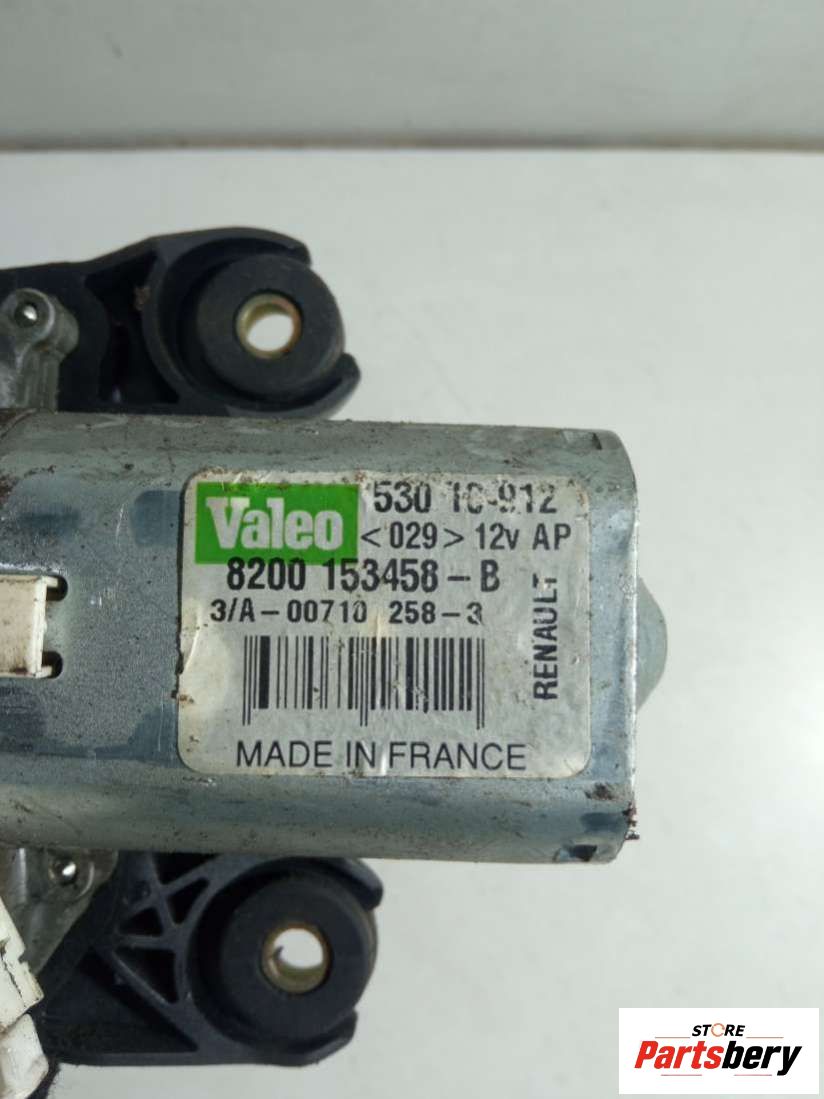 Valeo 530 16-912
<029> 12v AP
8200 153458-B
3/A-00710 258-3
RENAULT
MADE IN FRANCE
STORE
Partsbery